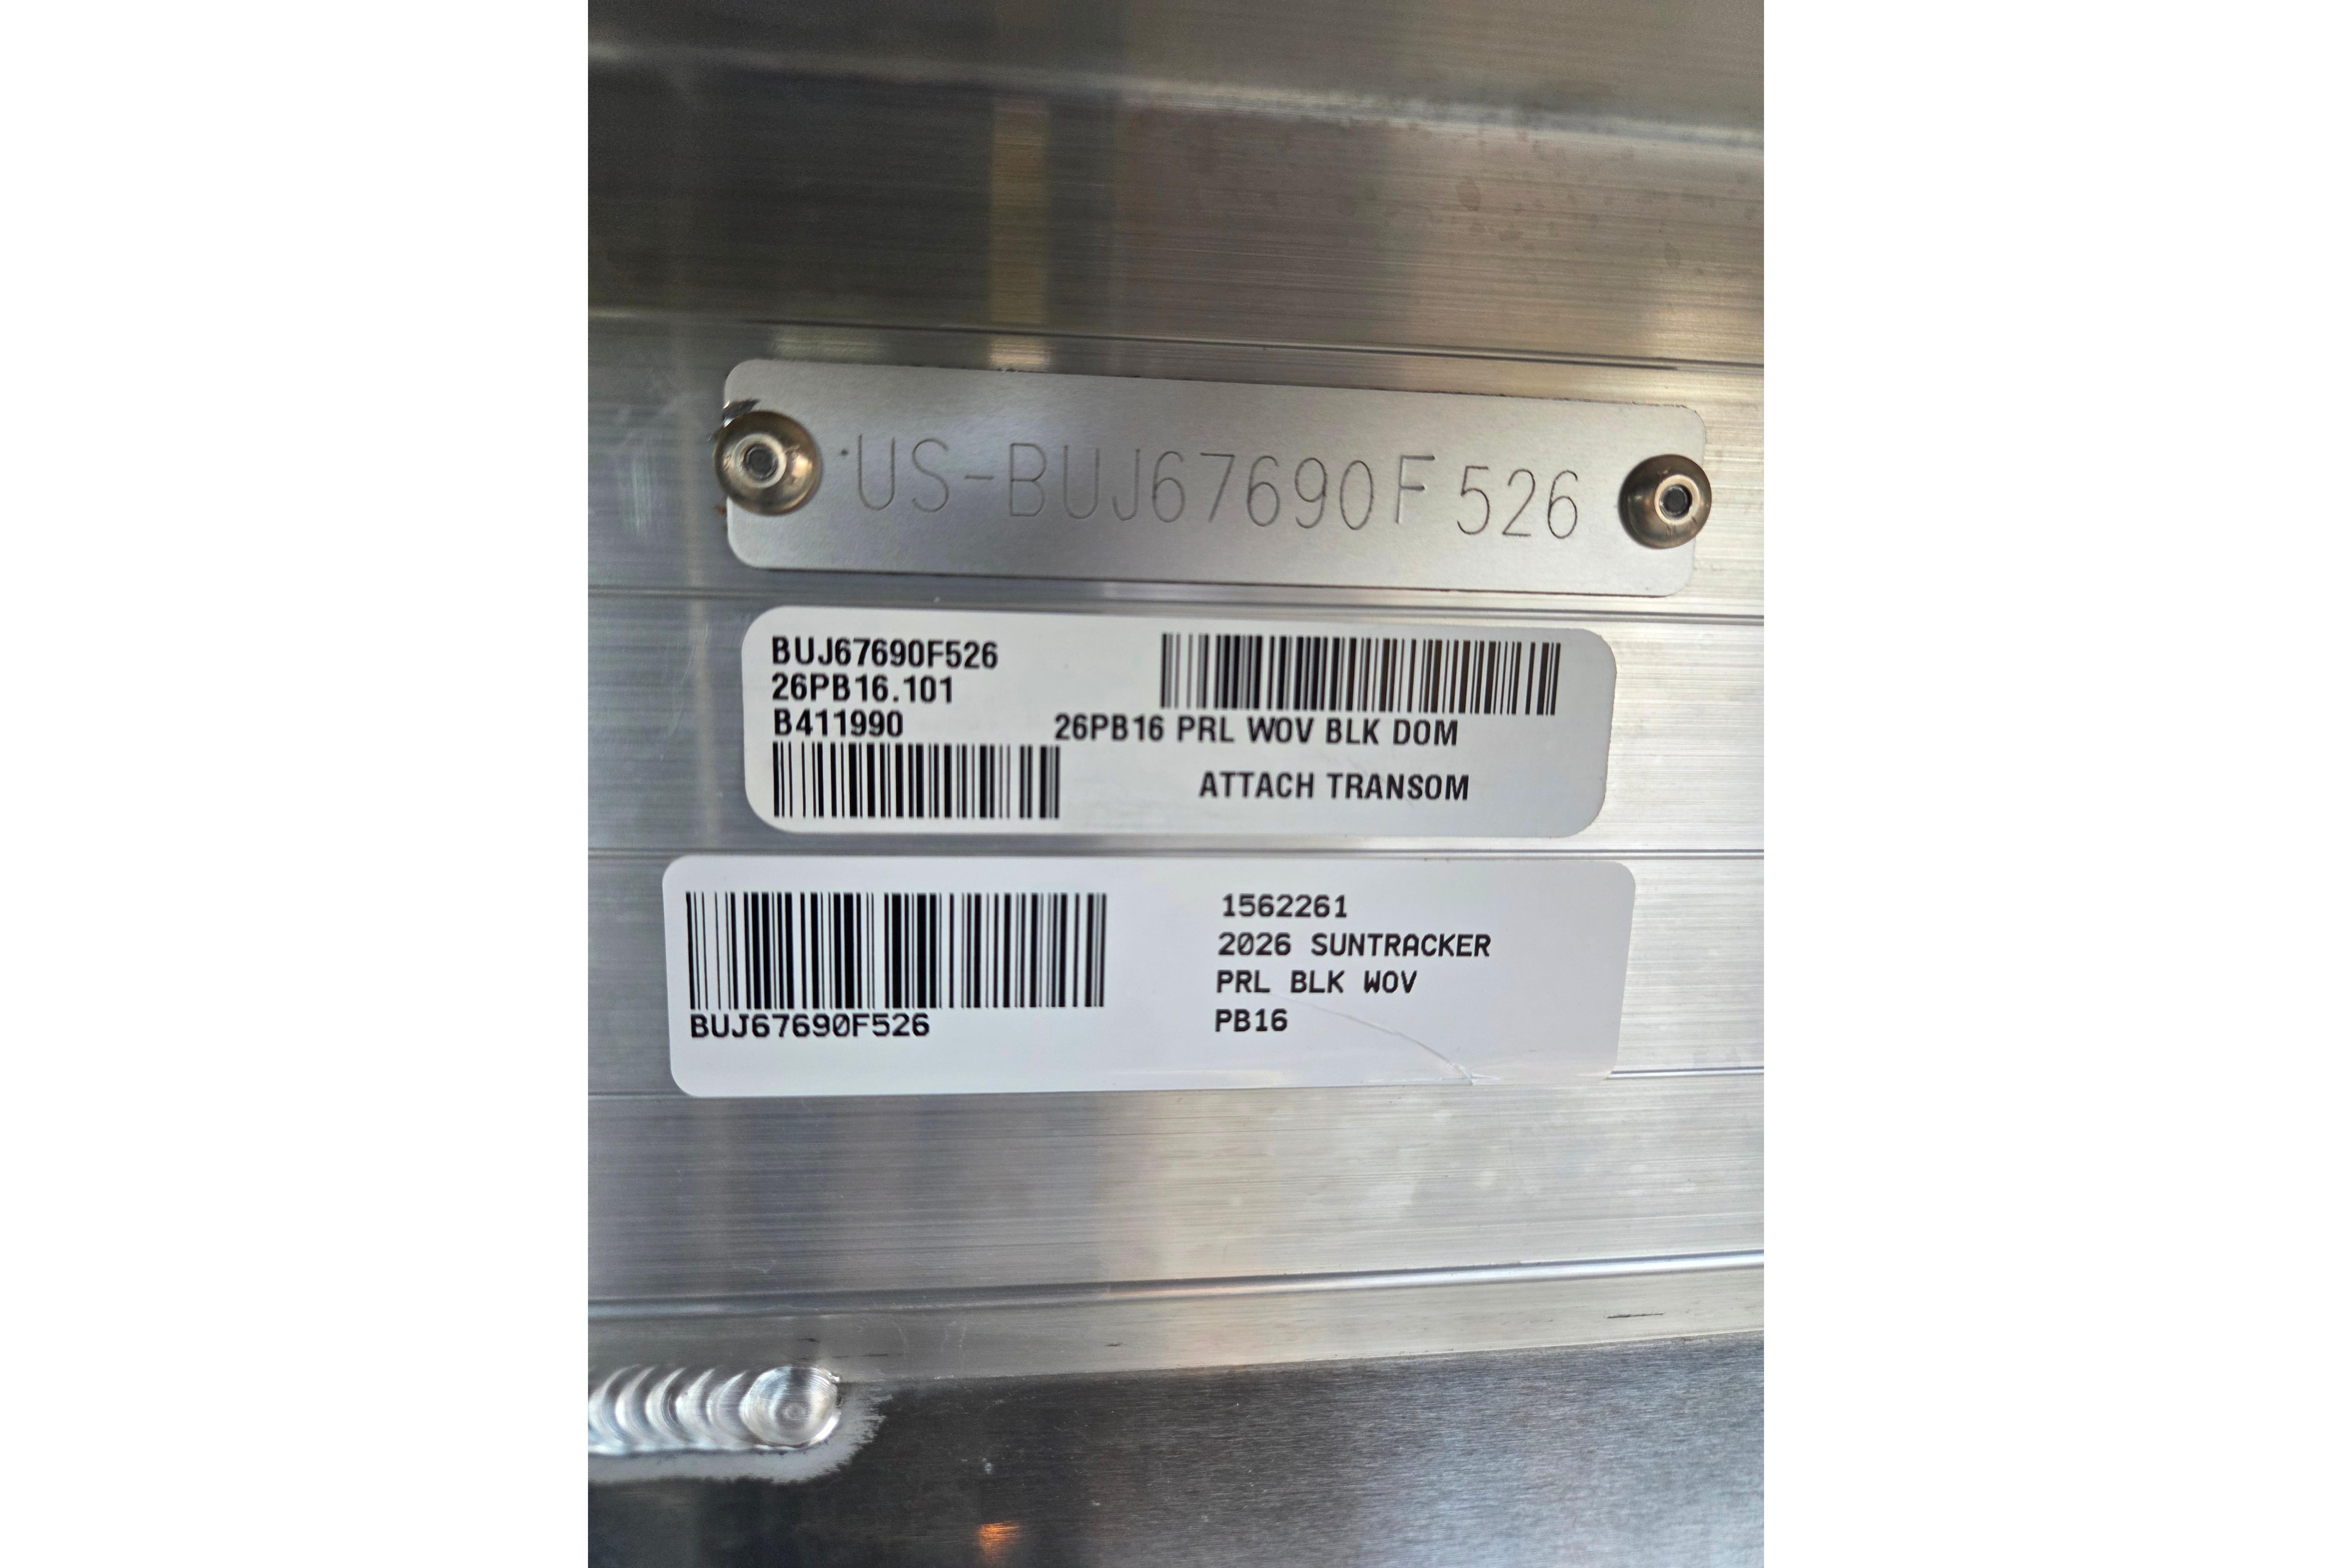 US-BUJ67690F526
BUJ67690F526
26PB16.101
B411990
26PB16 PRL WOV BLK DOM
ATTACH TRANSOM
BUJ67690F526
1562261
2026 SUNTRACKER
PRL BLK WOV
PB16